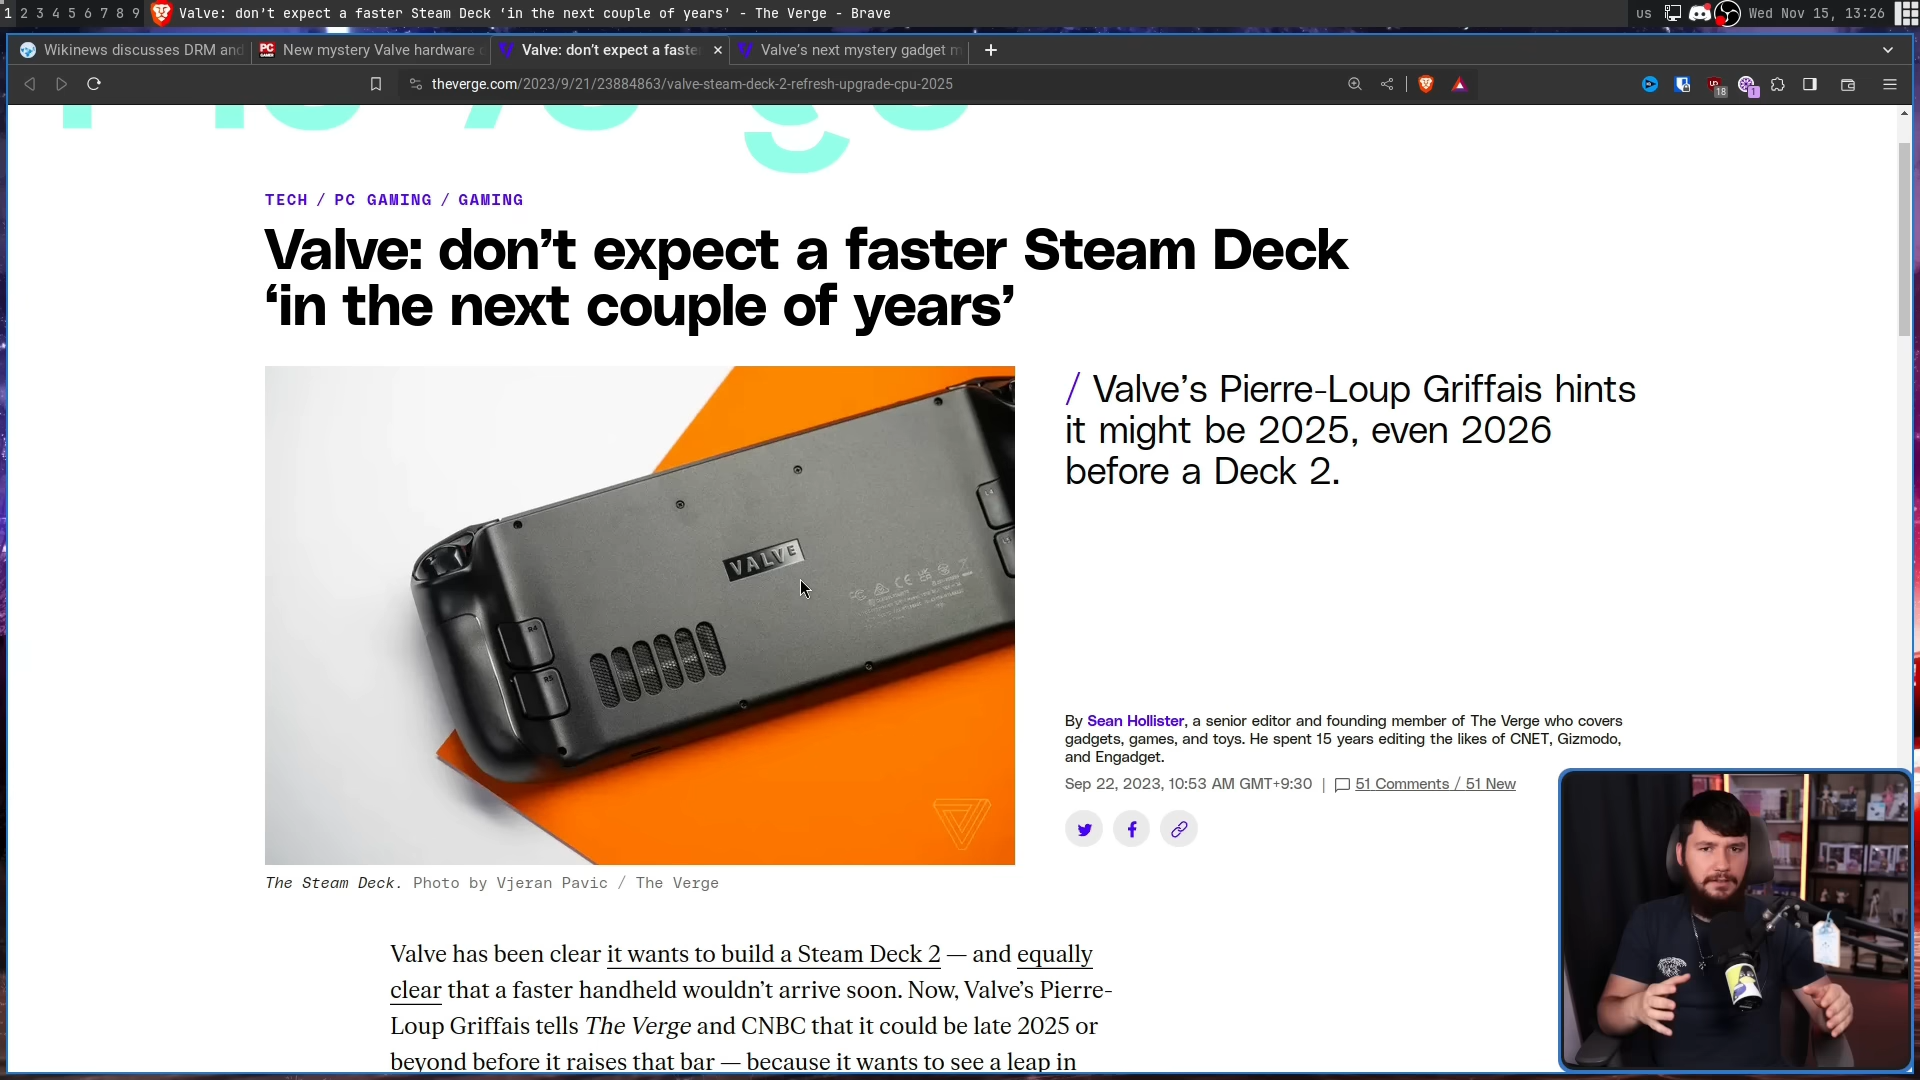 1 2 3 4 5 6 7 8 9 Valve: don’t expect a faster Steam Deck ‘in the next couple of years’ - The Verge - Brave us Wed Nov 15, 13:26
Wikinews discusses DRM and New mystery Valve hardware Valve: don’t expect a faste Valve’s next mystery gadget m
theverge.com/2023/9/21/23884863/valve-steam-deck-2-refresh-upgrade-cpu-2025 18 1
TECH / PC GAMING / GAMING
Valve: don’t expect a faster Steam Deck
‘in the next couple of years’
/ Valve’s Pierre-Loup Griffais hints
it might be 2025, even 2026
before a Deck 2.
VALVE
R4
R5
By Sean Hollister, a senior editor and founding member of The Verge who covers
gadgets, games, and toys. He spent 15 years editing the likes of CNET, Gizmodo,
and Engadget.
Sep 22, 2023, 10:53 AM GMT+9:30 | 51 Comments / 51 New
The Steam Deck. Photo by Vjeran Pavic / The Verge
Valve has been clear it wants to build a Steam Deck 2 — and equally
clear that a faster handheld wouldn’t arrive soon. Now, Valve’s Pierre-
Loup Griffais tells The Verge and CNBC that it could be late 2025 or
beyond before it raises that bar — because it wants to see a leap in